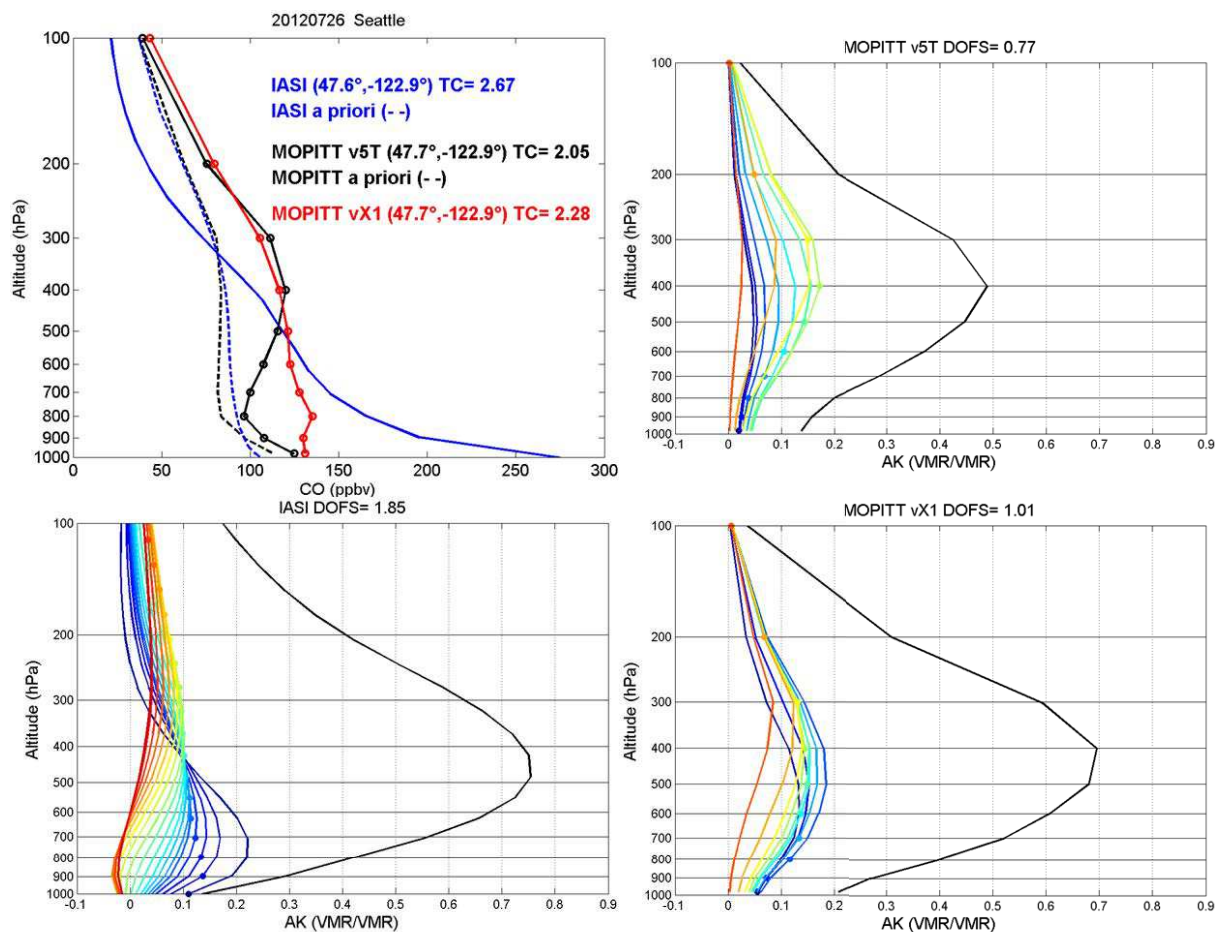 20120726 Seattle
100
200
300
400
500
600
700
800
900
1000
Altitude (hPa)
IASI (47.6°,-122.9°) TC= 2.67
IASI a priori (- -)
MOPITT v5T (47.7°,-122.9°) TC= 2.05
MOPITT a priori (- -)
MOPITT vX1 (47.7°,-122.9°) TC= 2.28
0 50 100 150 200 250 300
CO (ppbv)
MOPITT v5T DOFS= 0.77
100
200
300
400
500
600
700
800
900
1000
Altitude (hPa)
-0.1 0 0.1 0.2 0.3 0.4 0.5 0.6 0.7 0.8 0.9
AK (VMR/VMR)
IASI DOFS= 1.85
100
200
300
400
500
600
700
800
900
1000
Altitude (hPa)
-0.1 0 0.1 0.2 0.3 0.4 0.5 0.6 0.7 0.8 0.9
AK (VMR/VMR)
MOPITT vX1 DOFS= 1.01
100
200
300
400
500
600
700
800
900
1000
Altitude (hPa)
-0.1 0 0.1 0.2 0.3 0.4 0.5 0.6 0.7 0.8 0.9
AK (VMR/VMR)